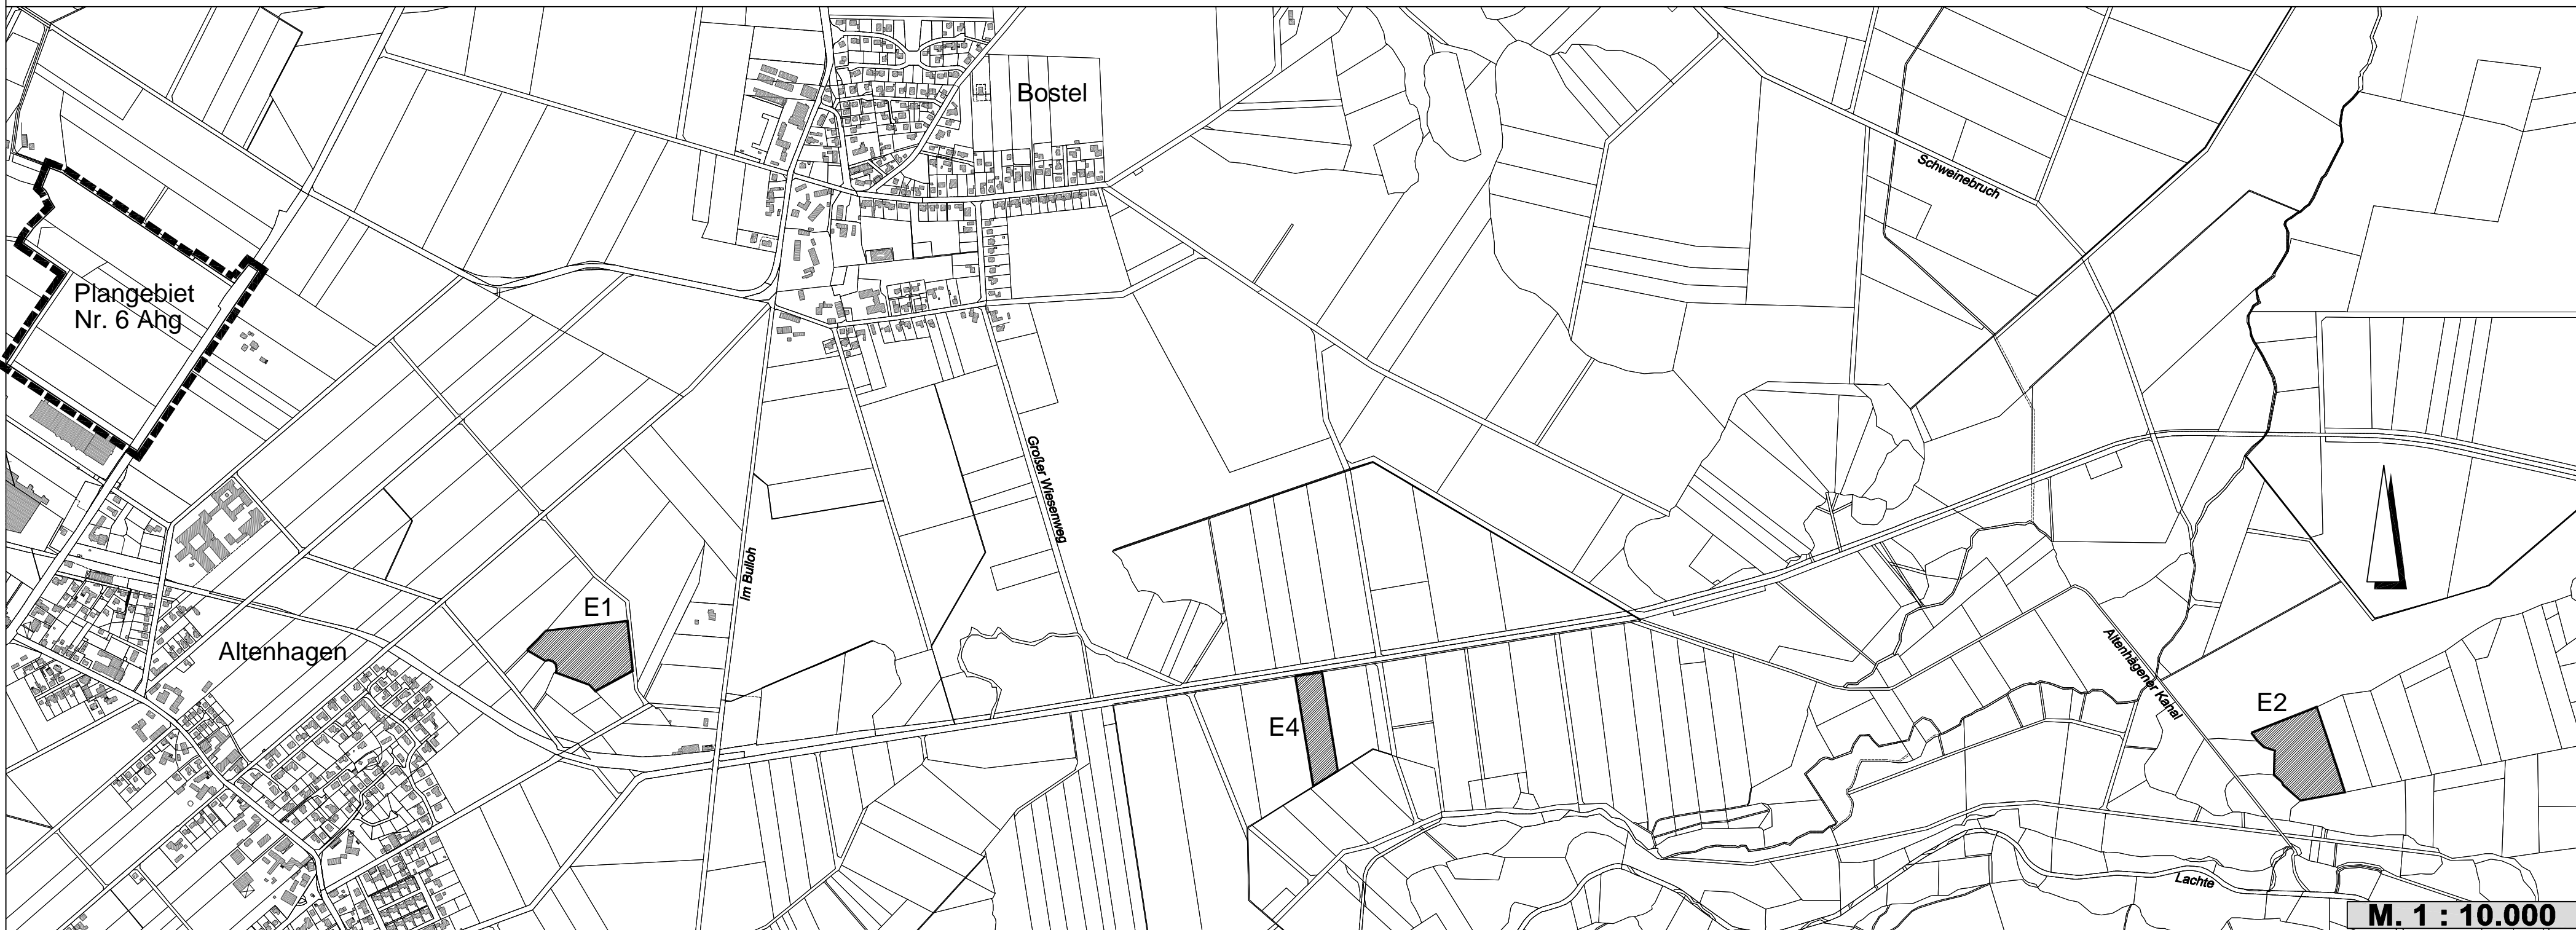 Bostel
Schweinebruch
Plangebiet
Nr. 6 Ahg
Großer Wiesenweg
Im Bulloh
E1
Altenhagen
Altenhägener Kanal
E2
E4
Lachte
M. 1 : 10.000